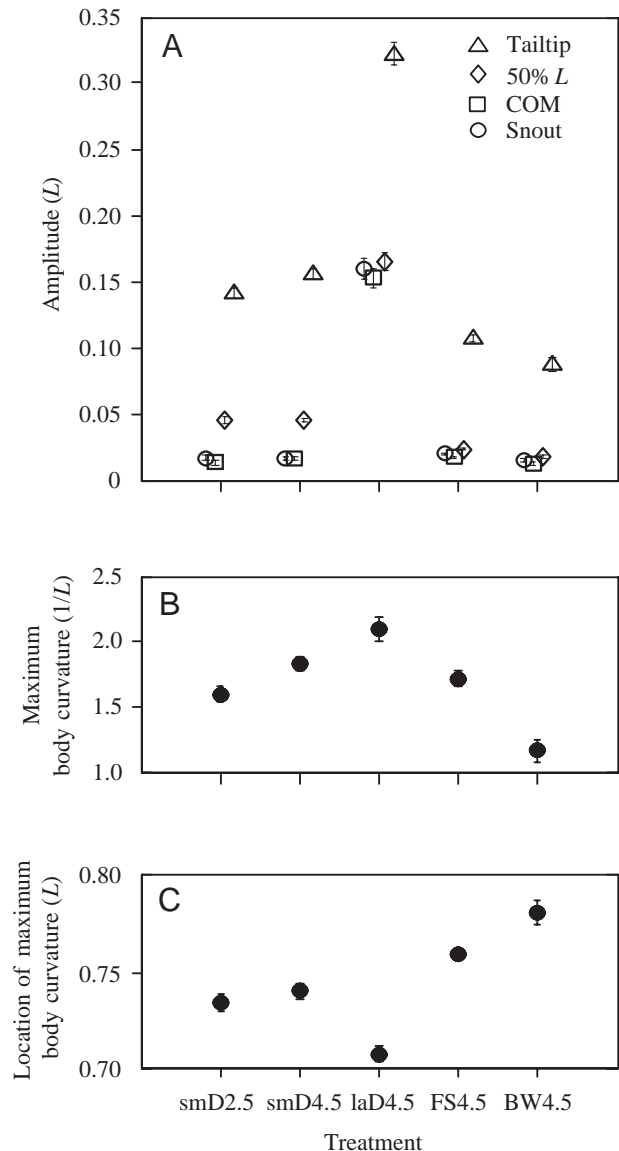 A
0.35
0.30
0.25
0.20
0.15
0.10
0.05
0
Amplitude (L)
Tailtip
50% L
COM
Snout
B
2.5
2.0
1.5
1.0
Maximum
body curvature (1/L)
C
0.80
0.75
0.70
Location of maximum
body curvature (L)
smD2.5 smD4.5 laD4.5 FS4.5 BW4.5
Treatment